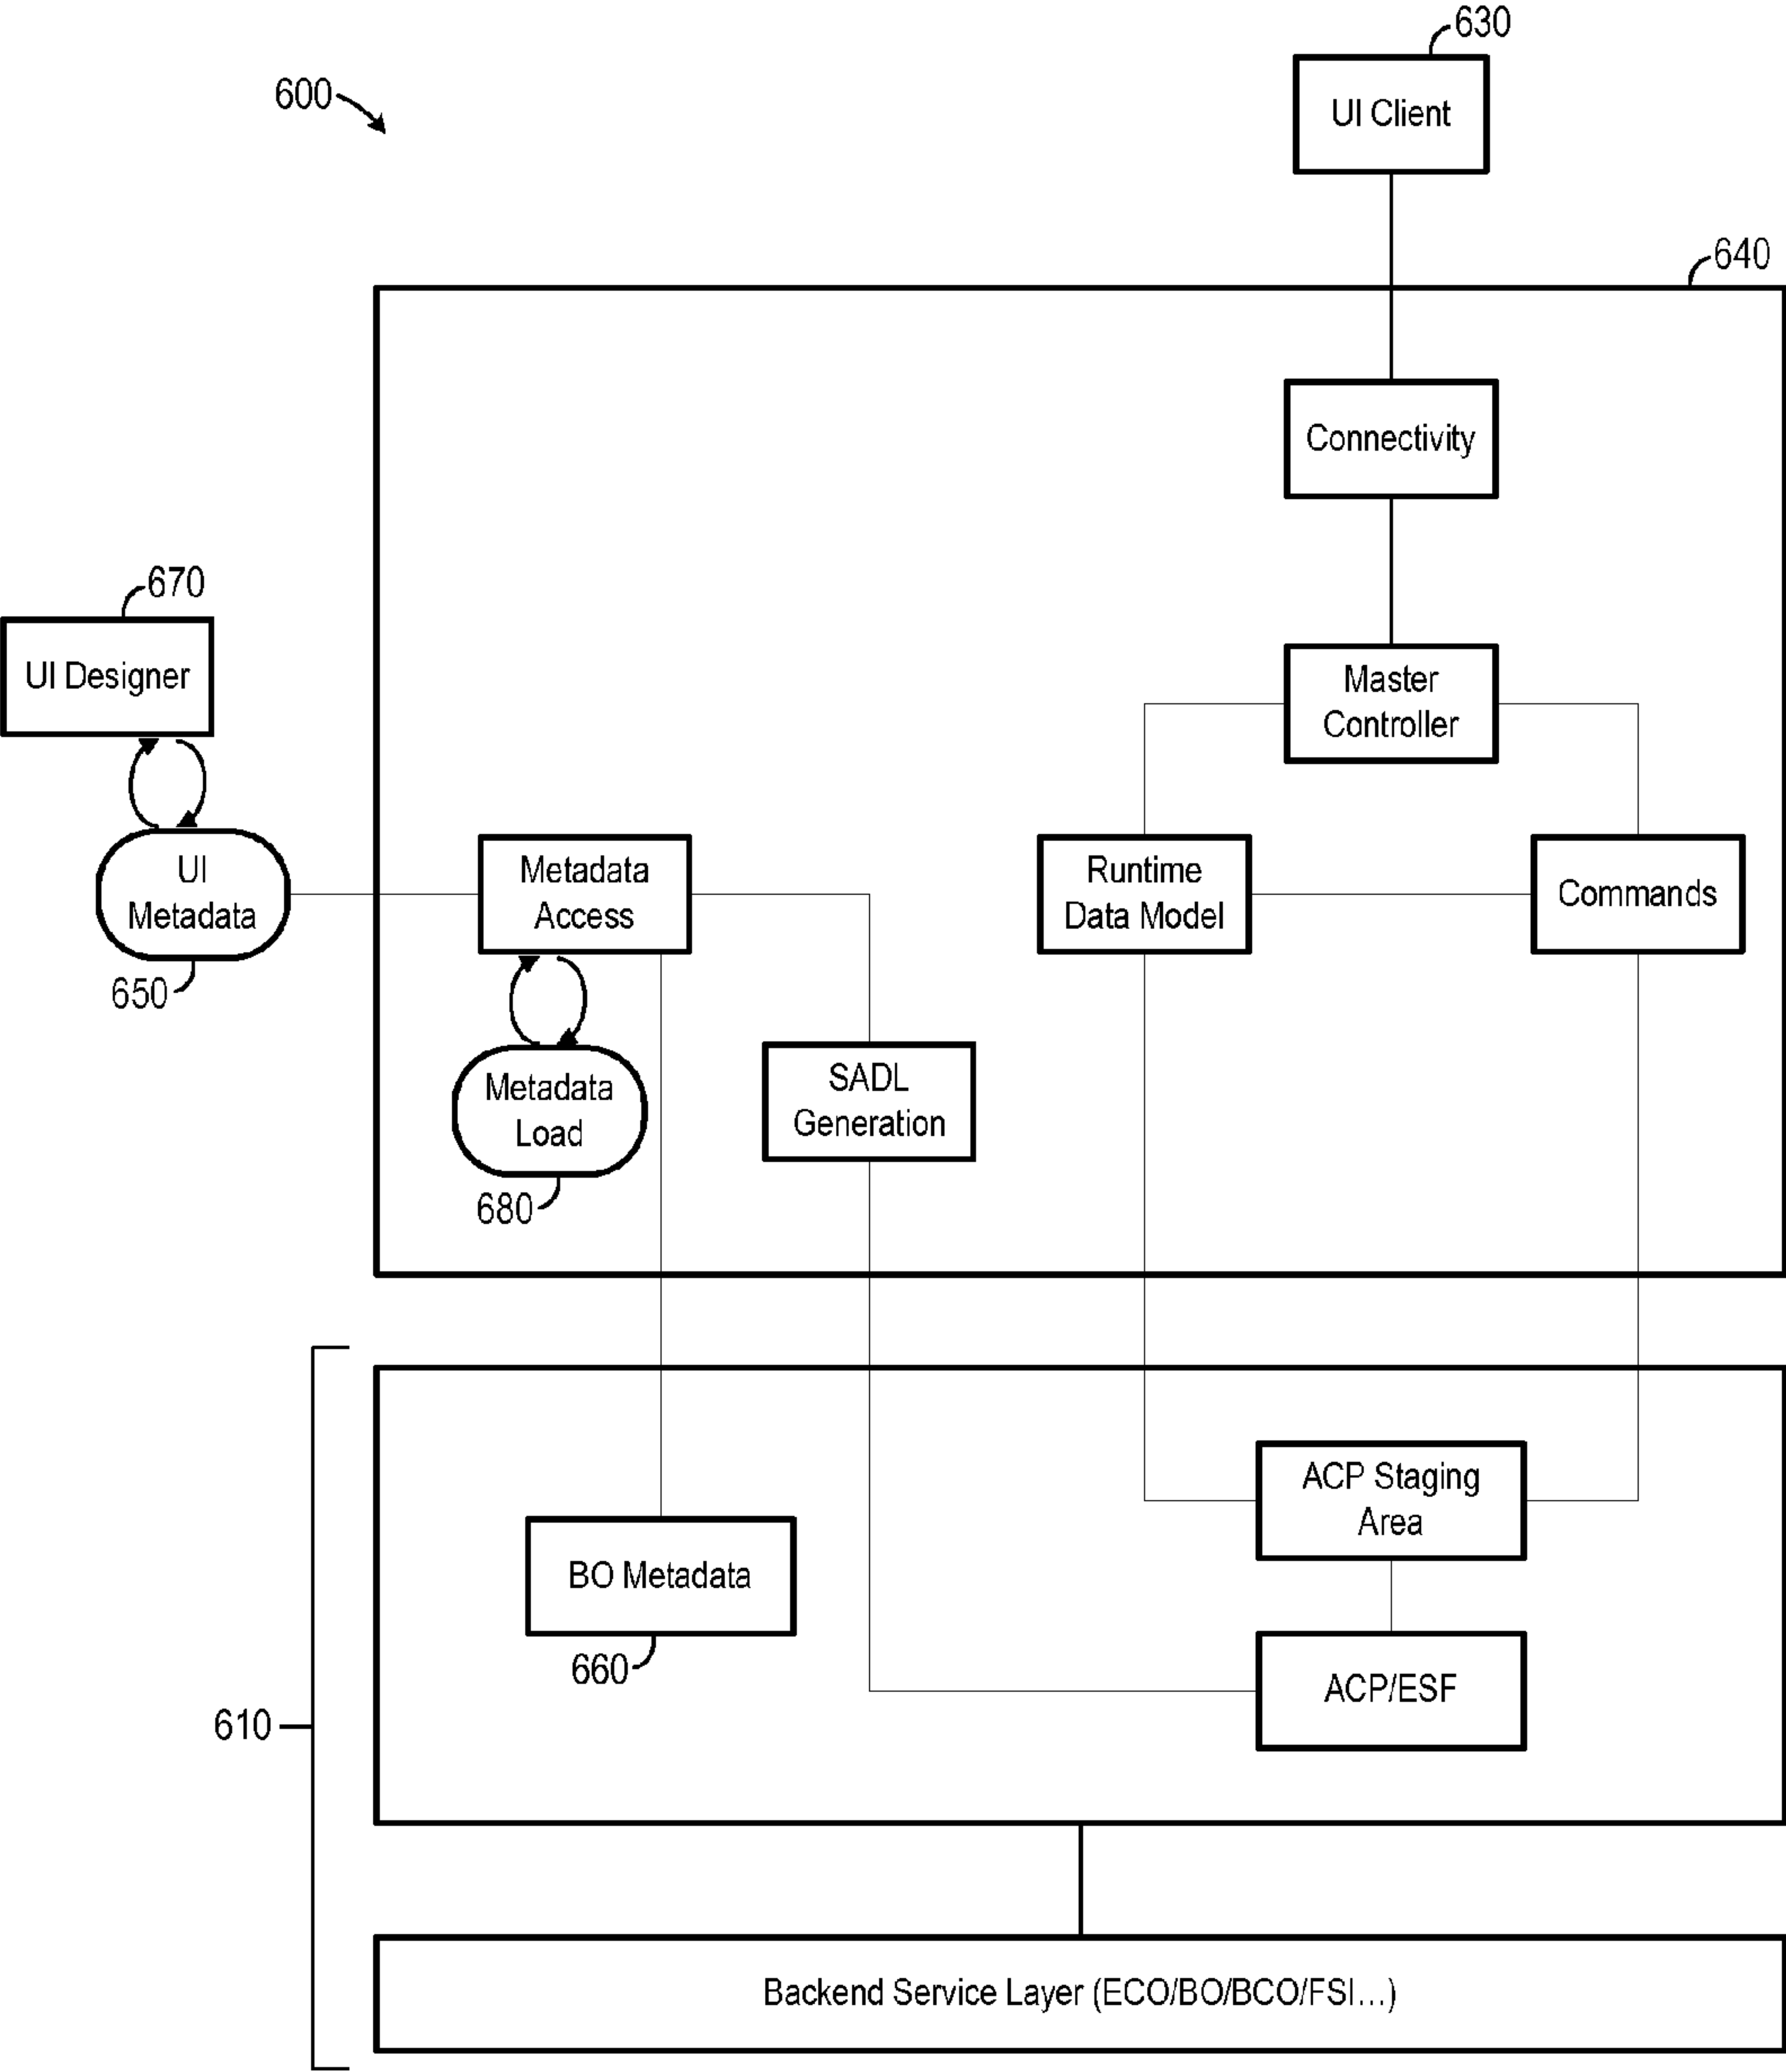 630
600
UI Client
640
Connectivity
670
UI Designer
Master
Controller
UI
Metadata
Metadata
Access
Runtime
Data Model
Commands
650
Metadata
Load
SADL
Generation
680
ACP Staging
Area
BO Metadata
660
ACP/ESF
610
Backend Service Layer (ECO/BO/BCO/FSI...)